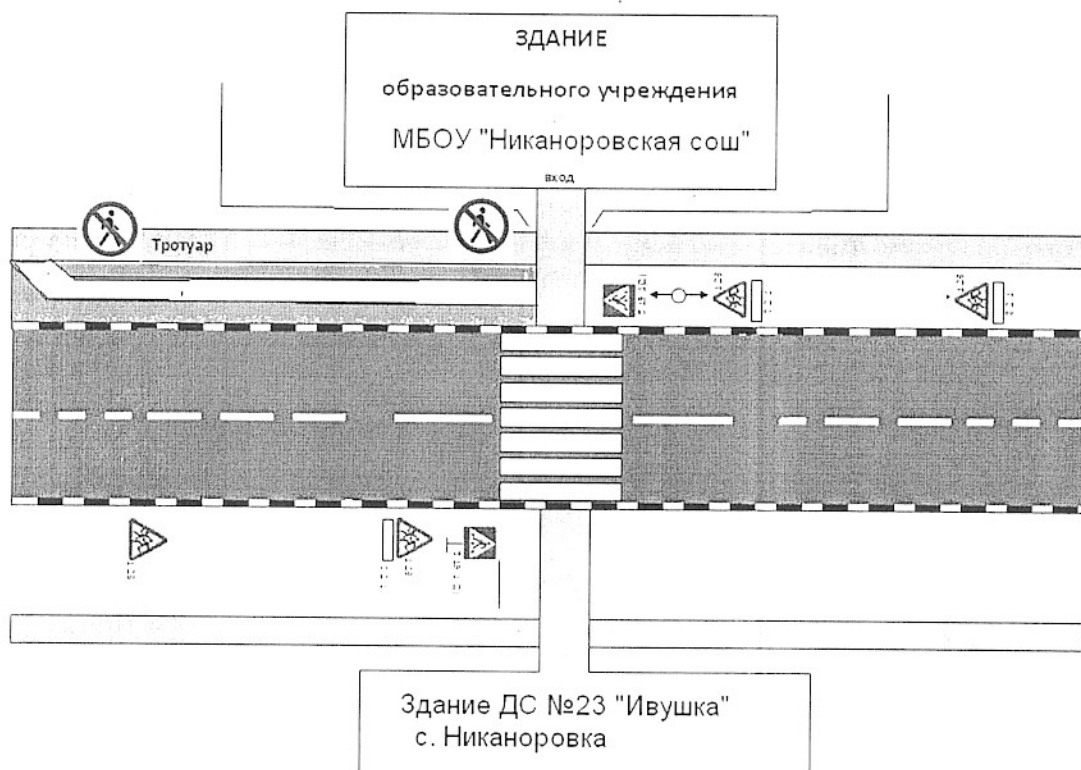 ЗДАНИЕ
образовательного учреждения
МБОУ "Никаноровская сош"
вход
Тротуар
Здание ДС №23 "Ивушка"
с. Никаноровка